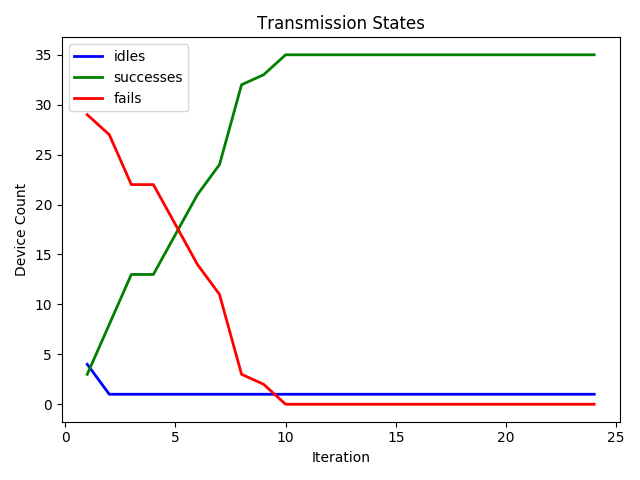 Transmission States
idles
successes
fails
35
30
25
20
15
10
5
0
Device Count
0 5 10 15 20 25
Iteration